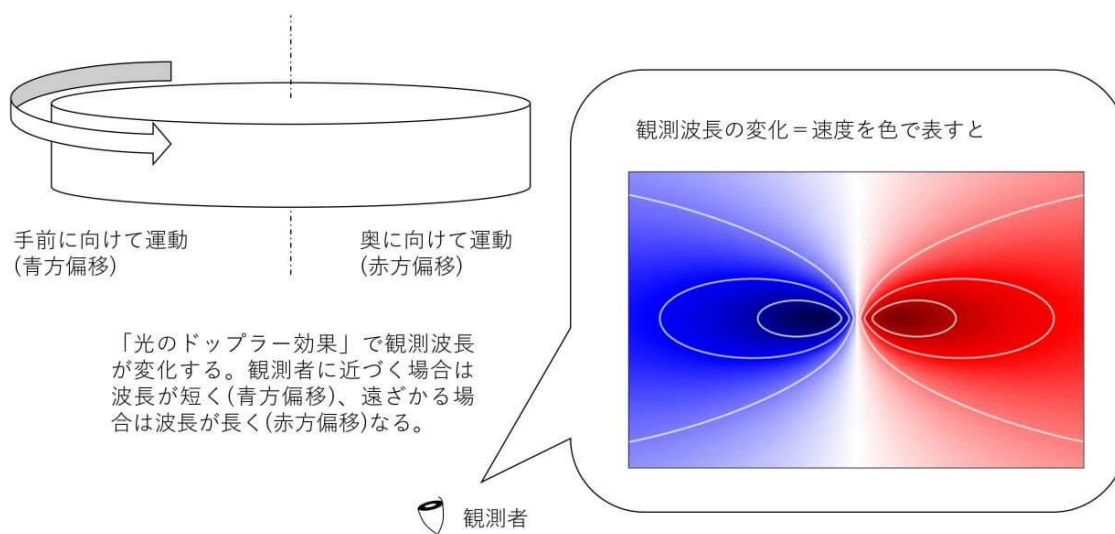 手前に向けて運動
(青方偏移)
奥に向けて運動
(赤方偏移)
「光のドップラー効果」で観測波長
が変化する。観測者に近づく場合は
波長が短く(青方偏移)、遠ざかる場
合は波長が長く(赤方偏移)なる。
観測者
観測波長の変化＝速度を色で表すと